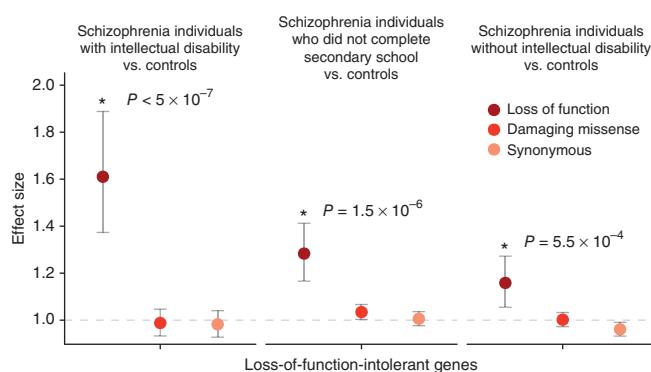 Schizophrenia individuals
with intellectual disability
vs. controls
Schizophrenia individuals
who did not complete
secondary school
vs. controls
Schizophrenia individuals
without intellectual disability
vs. controls
2.0
1.8
1.6
1.4
1.2
1.0
Effect size
* P < 5 × 10⁻⁷
* P = 1.5 × 10⁻⁶
* P = 5.5 × 10⁻⁴
Loss of function
Damaging missense
Synonymous
Loss-of-function-intolerant genes